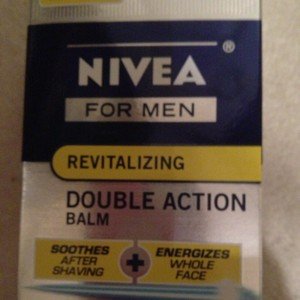 NIVEA®
FOR MEN
REVITALIZING
DOUBLE ACTION
BALM
SOOTHES AFTER SHAVING
+
ENERGIZES WHOLE FACE